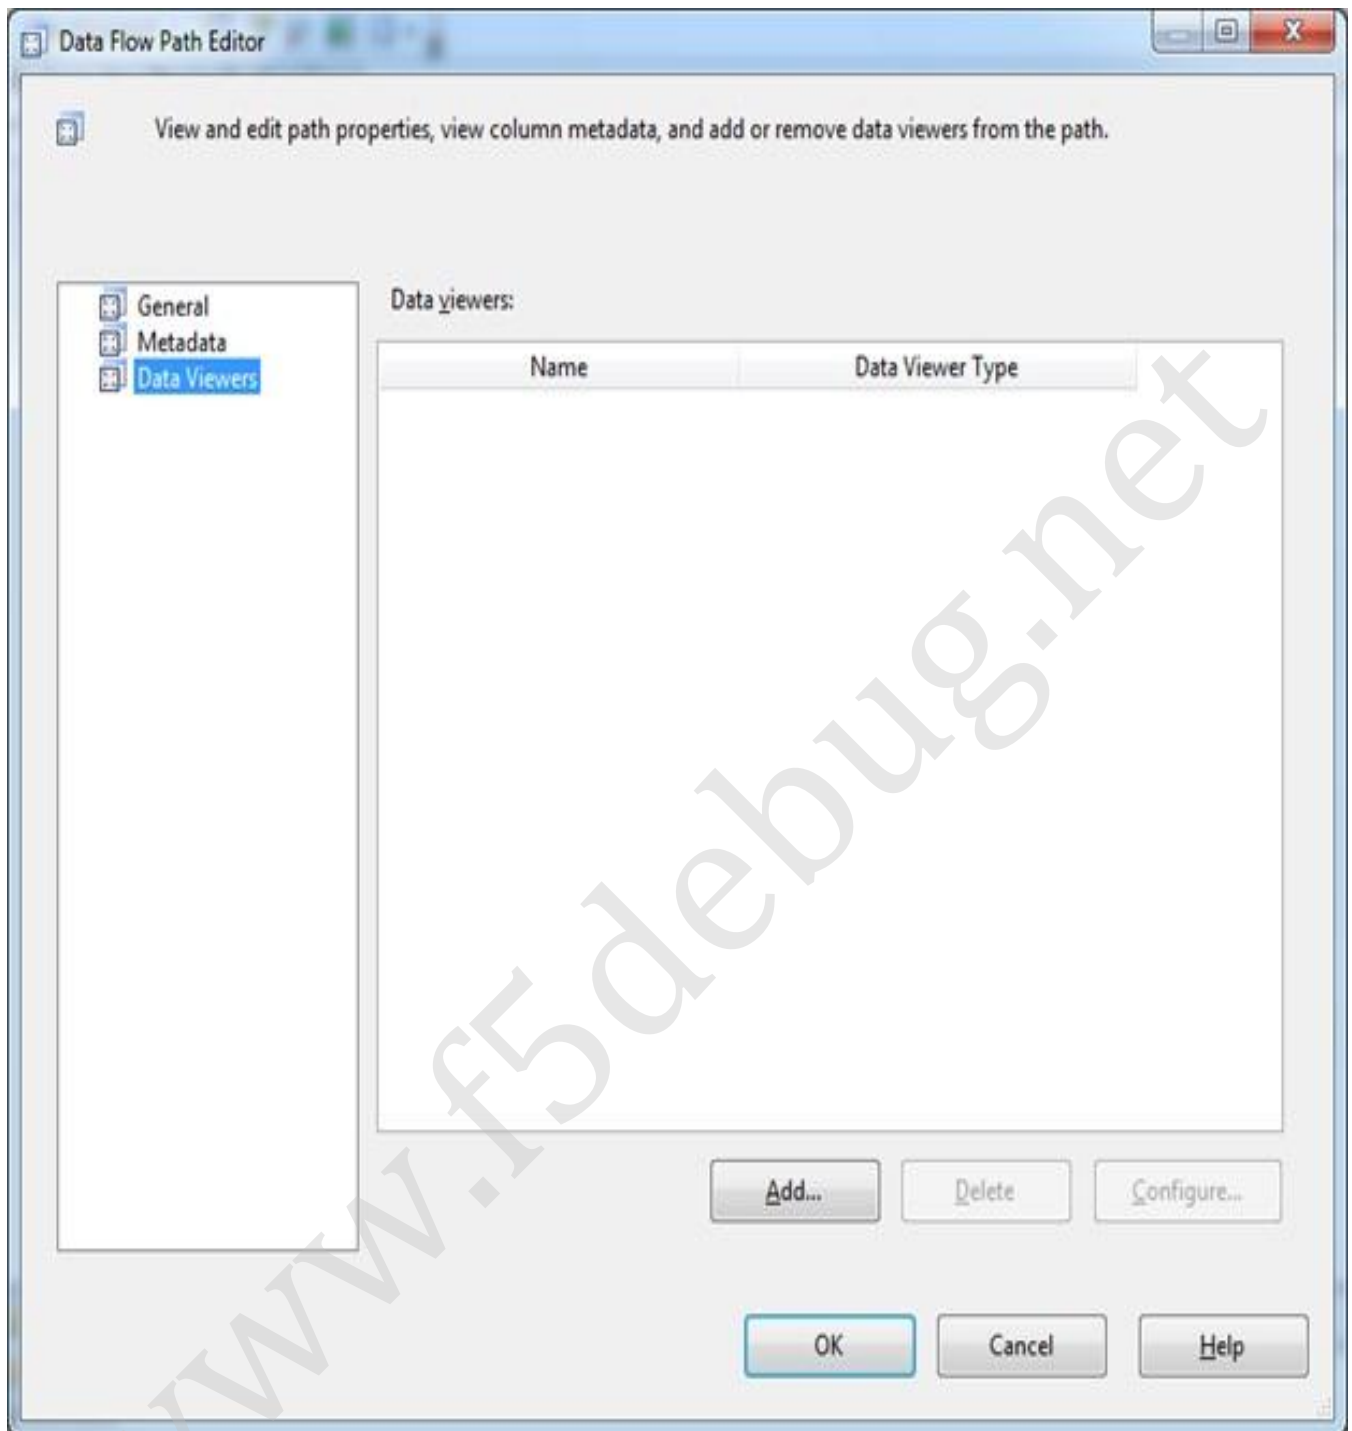 Data Flow Path Editor
View and edit path properties, view column metadata, and add or remove data viewers from the path.
General
Metadata
Data Viewers
Data viewers:
Name Data Viewer Type
Add... Delete Configure...
OK Cancel Help
ww.f5debug.net